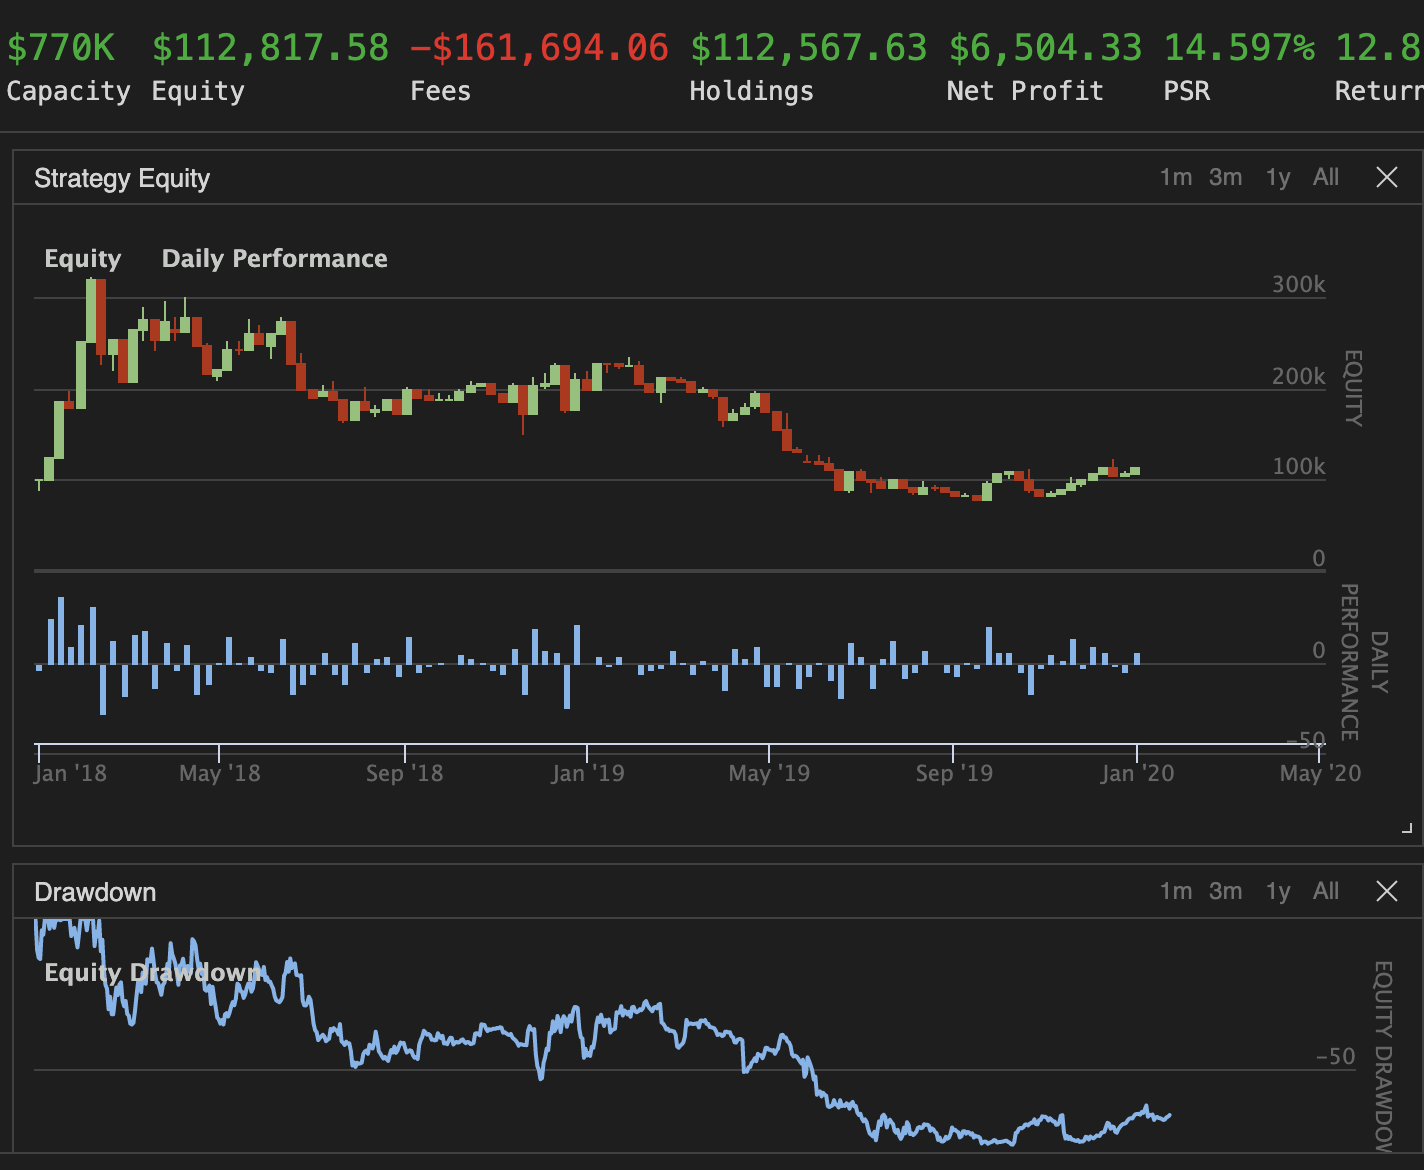 $770K $112,817.58 −$161,694.06 $112,567.63 $6,504.33 14.597% 12.8
Capacity Equity Fees Holdings Net Profit PSR Return
Strategy Equity 1m 3m 1y All
Equity Daily Performance
300k
200k
100k
0
EQUITY
0
−50
DAILY
PERFORMANCE
Jan '18 May '18 Sep '18 Jan '19 May '19 Sep '19 Jan '20 May '20
Drawdown 1m 3m 1y All
Equity Drawdown
−50
EQUITY DRAWDOW